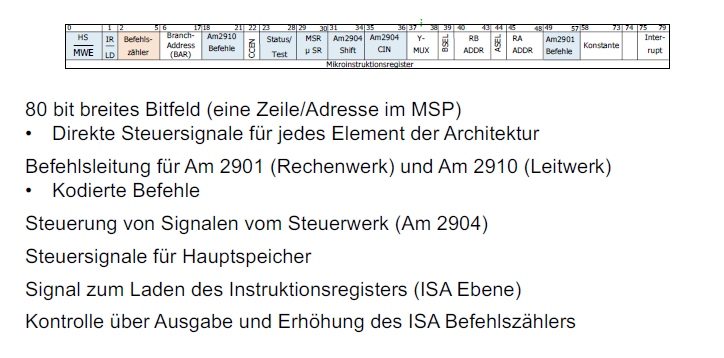 0 1 2 5 6 17 18 21 22 23 28 29 30 31 34 35 36 37 38 39 40 43 44 45 48 49 57 58 73 74 75 79
HS MWE IR LD Befehls-zähler Branch-Address (BAR) Am2910 Befehle CCEN Status/Test MSR µ SR Am2904 Shift Am2904 CIN Y-MUX BSEL RB ADDR ASEL RA ADDR Am2901 Befehle Konstante Inter-rupt
Mikroinstruktionsregister
80 bit breites Bitfeld (eine Zeile/Adresse im MSP)
• Direkte Steuersignale für jedes Element der Architektur
Befehlsleitung für Am 2901 (Rechenwerk) und Am 2910 (Leitwerk)
• Kodierte Befehle
Steuerung von Signalen vom Steuerwerk (Am 2904)
Steuersignale für Hauptspeicher
Signal zum Laden des Instruktionsregisters (ISA Ebene)
Kontrolle über Ausgabe und Erhöhung des ISA Befehlszählers